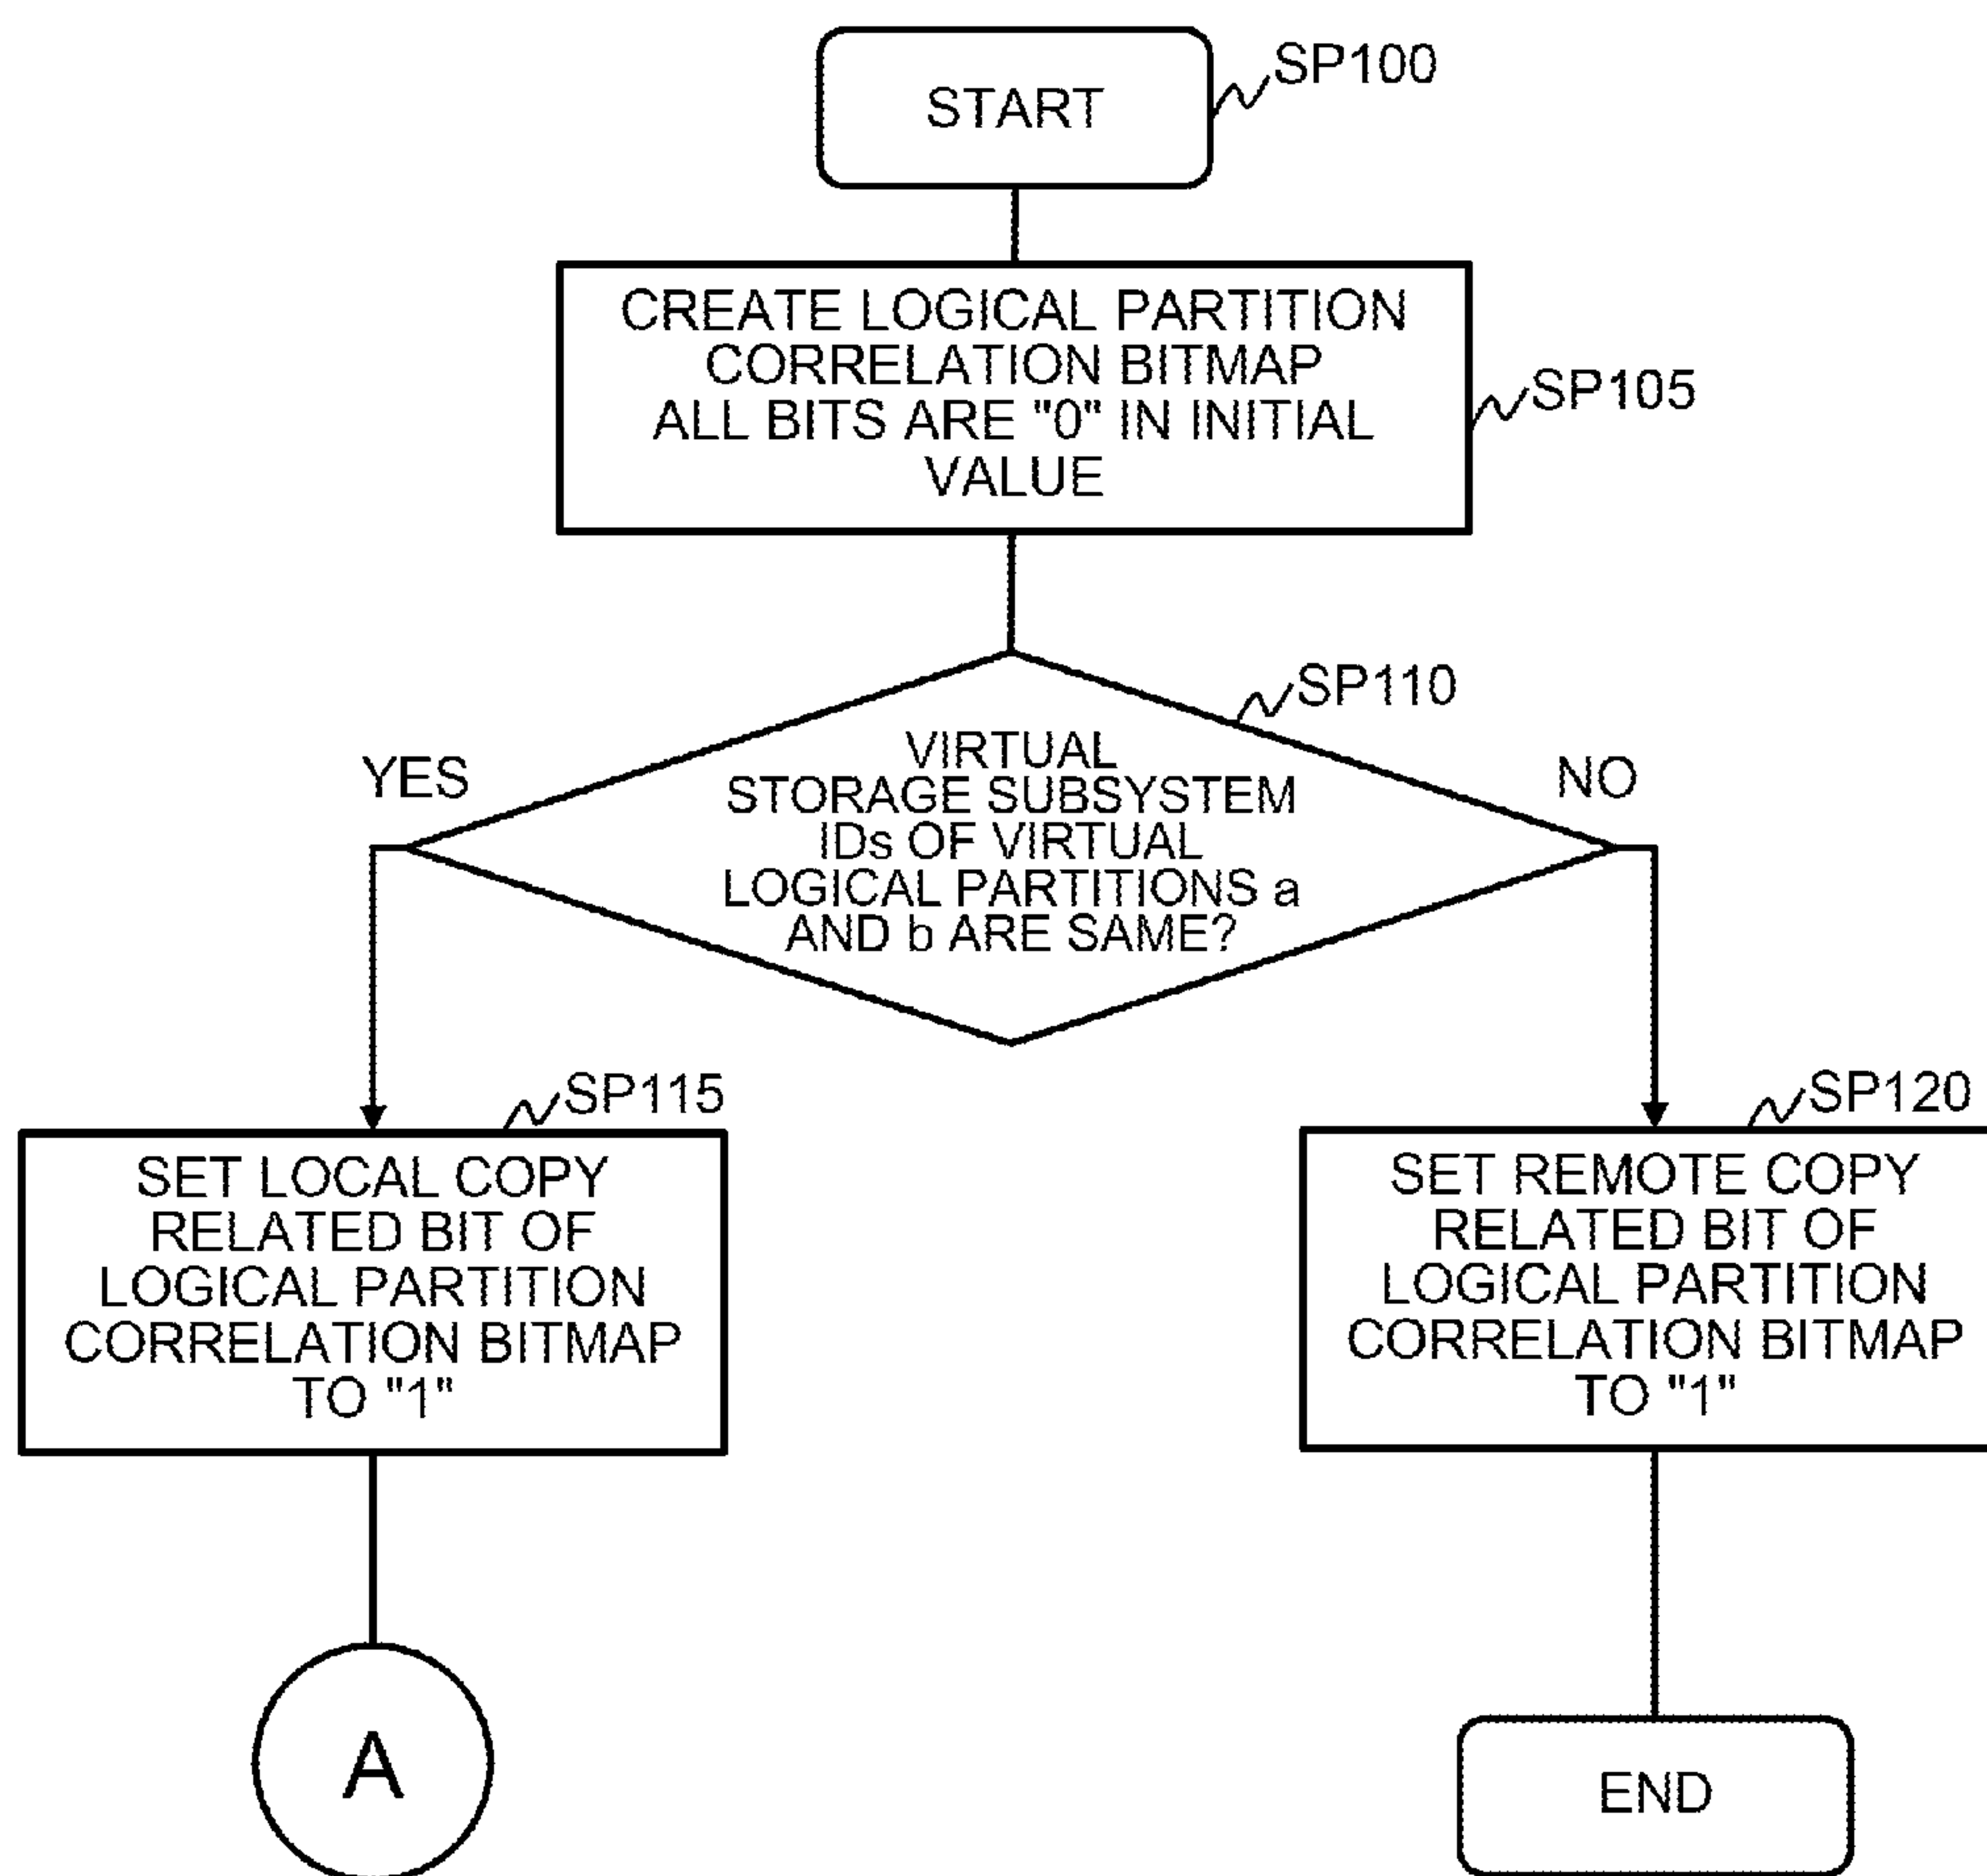 START
SP100
CREATE LOGICAL PARTITION
CORRELATION BITMAP
ALL BITS ARE "0" IN INITIAL
VALUE
SP105
SP110
YES
VIRTUAL
STORAGE SUBSYSTEM
IDs OF VIRTUAL
LOGICAL PARTITIONS a
AND b ARE SAME?
NO
SP115
SET LOCAL COPY
RELATED BIT OF
LOGICAL PARTITION
CORRELATION BITMAP
TO "1"
SP120
SET REMOTE COPY
RELATED BIT OF
LOGICAL PARTITION
CORRELATION BITMAP
TO "1"
A
END